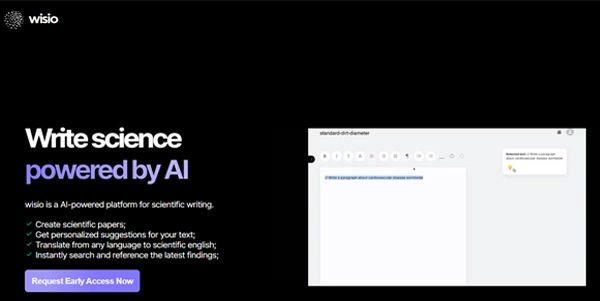 wisio
Write science
powered by AI
wisio is a AI-powered platform for scientific writing.
Create scientific papers;
Get personalized suggestions for your text;
Translate from any language to scientific english;
Instantly search and reference the latest findings;
Request Early Access Now
standard-dirt-diameter
B I T
Selected text: // Write a paragraph
about cardiovascular disease worldwide
// Write a paragraph about cardiovascular disease worldwide